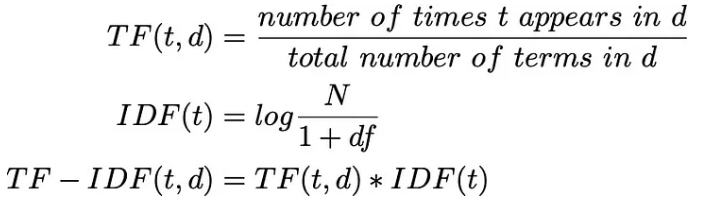 TF(t, d) = number of times t appears in d / total number of terms in d
IDF(t) = log N / 1 + df
TF − IDF(t, d) = TF(t, d) * IDF(t)